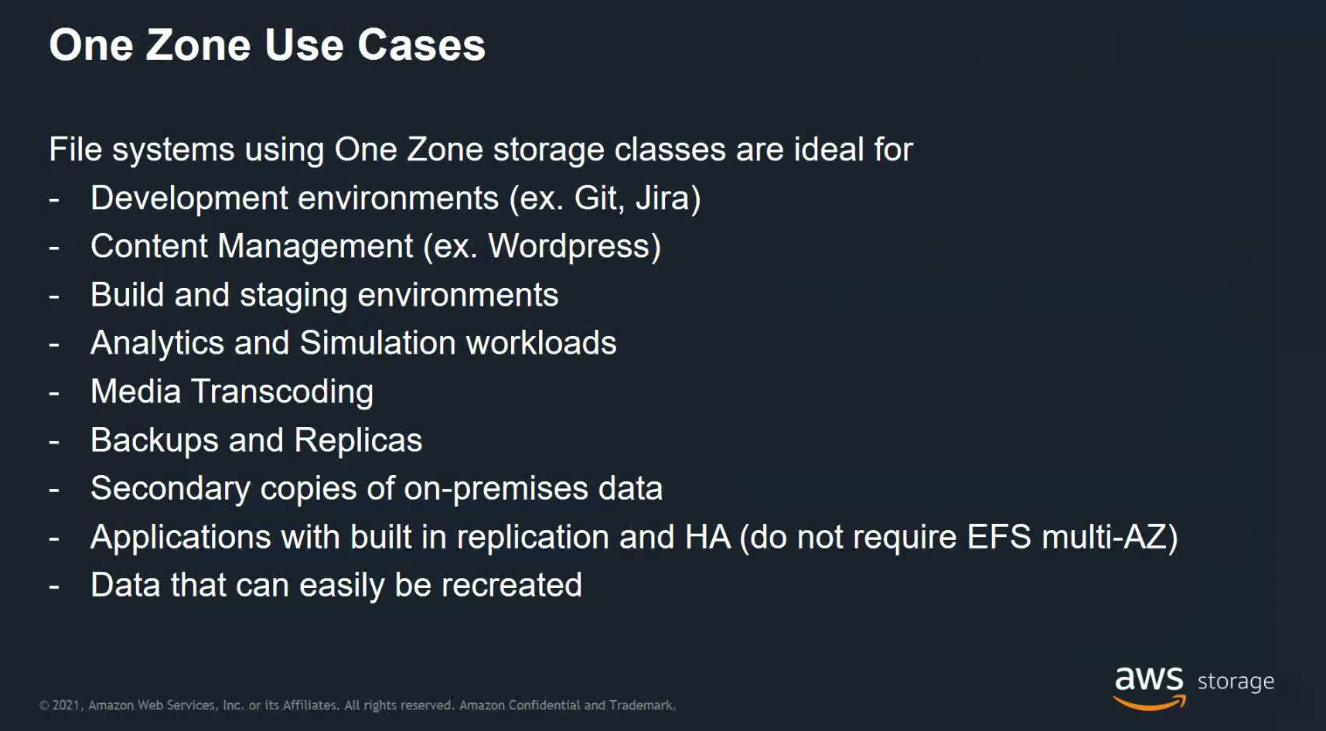 One Zone Use Cases
File systems using One Zone storage classes are ideal for
- Development environments (ex. Git, Jira)
- Content Management (ex. Wordpress)
- Build and staging environments
- Analytics and Simulation workloads
- Media Transcoding
- Backups and Replicas
- Secondary copies of on-premises data
- Applications with built in replication and HA (do not require EFS multi-AZ)
- Data that can easily be recreated
aws storage
© 2021, Amazon Web Services, Inc. or its Affiliates. All rights reserved. Amazon Confidential and Trademark.